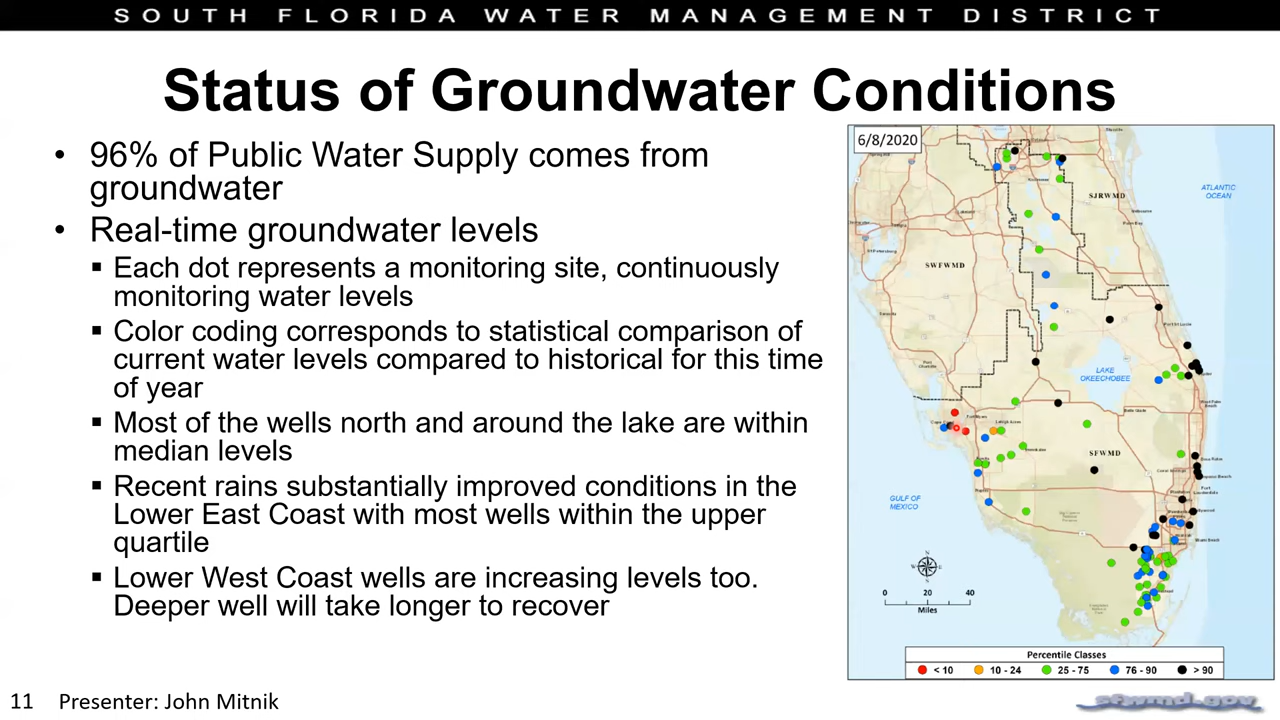 SOUTH FLORIDA WATER MANAGEMENT DISTRICT
Status of Groundwater Conditions
• 96% of Public Water Supply comes from
groundwater
• Real-time groundwater levels
▪ Each dot represents a monitoring site, continuously
monitoring water levels
▪ Color coding corresponds to statistical comparison of
current water levels compared to historical for this time
of year
▪ Most of the wells north and around the lake are within
median levels
▪ Recent rains substantially improved conditions in the
Lower East Coast with most wells within the upper
quartile
▪ Lower West Coast wells are increasing levels too.
Deeper well will take longer to recover
6/8/2020
ATLANTIC
OCEAN
SJRWMD
SWFWMD
LAKE
OKEECHOBEE
SFWMD
GULF OF
MEXICO
N
W E
S
0 20 40
Miles
Percentile Classes
< 10 10 - 24 25 - 75 76 - 90 > 90
11 Presenter: John Mitnik
sfwmd.gov